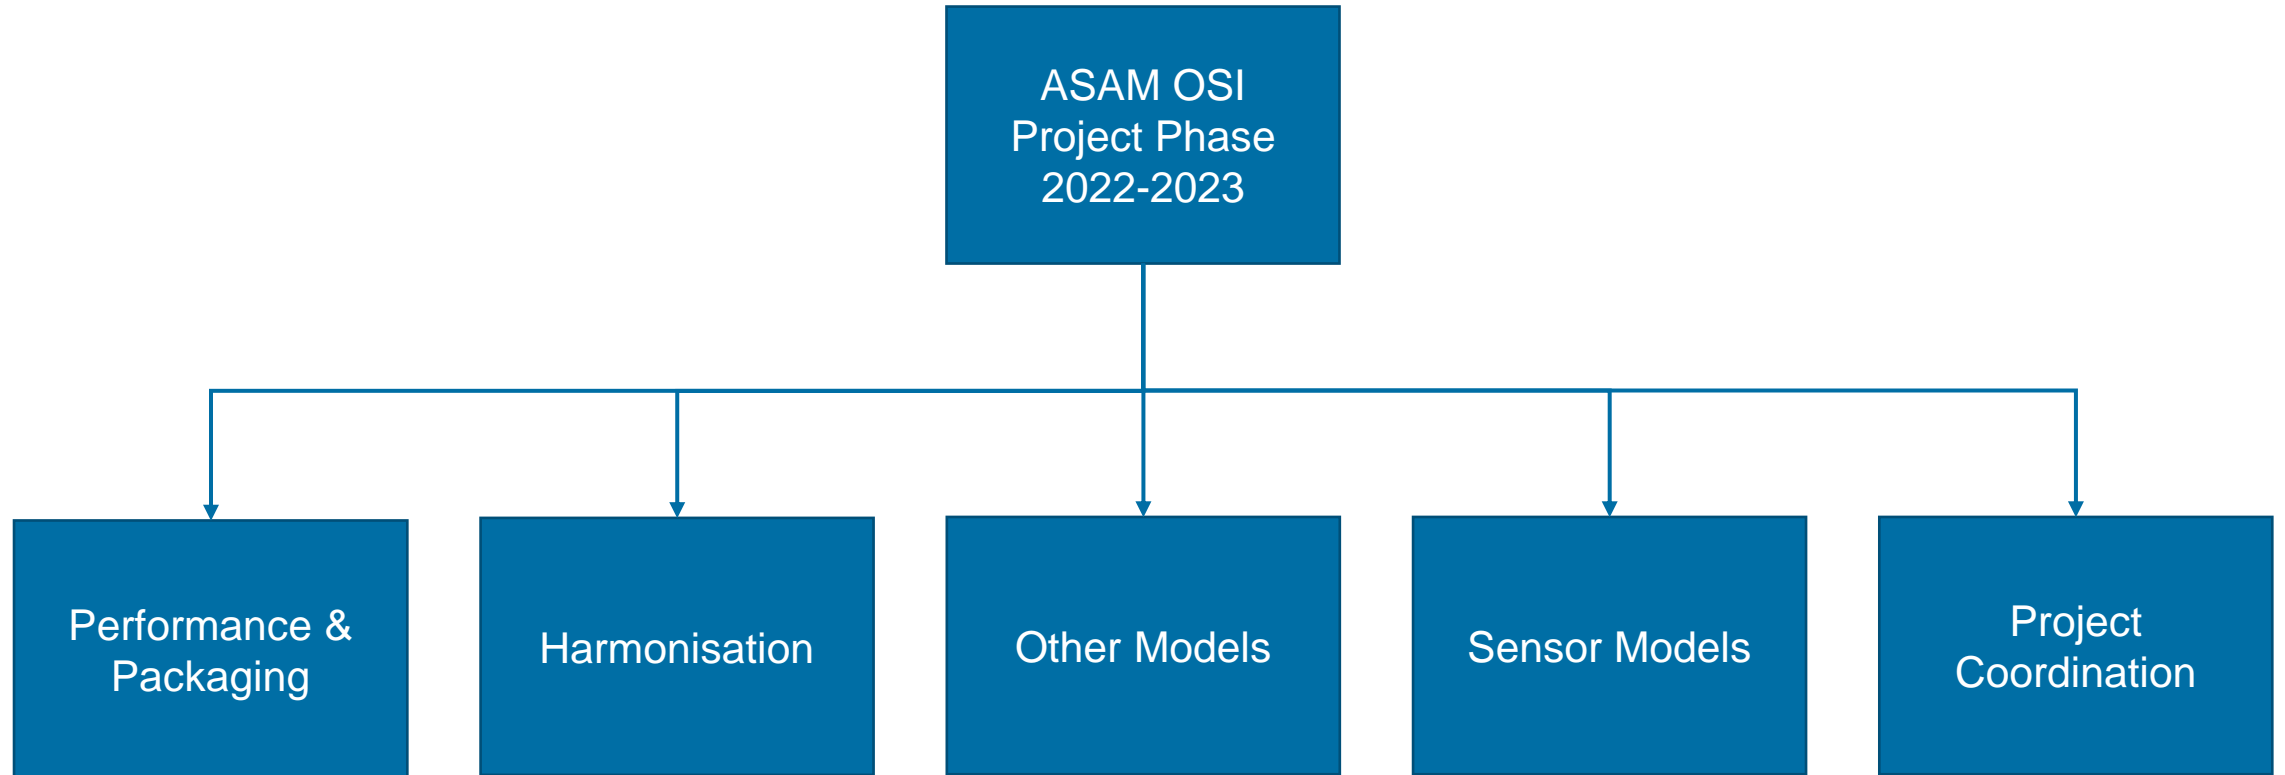 ASAM OSI
Project Phase
2022-2023
Performance &
Packaging
Harmonisation
Other Models
Sensor Models
Project
Coordination